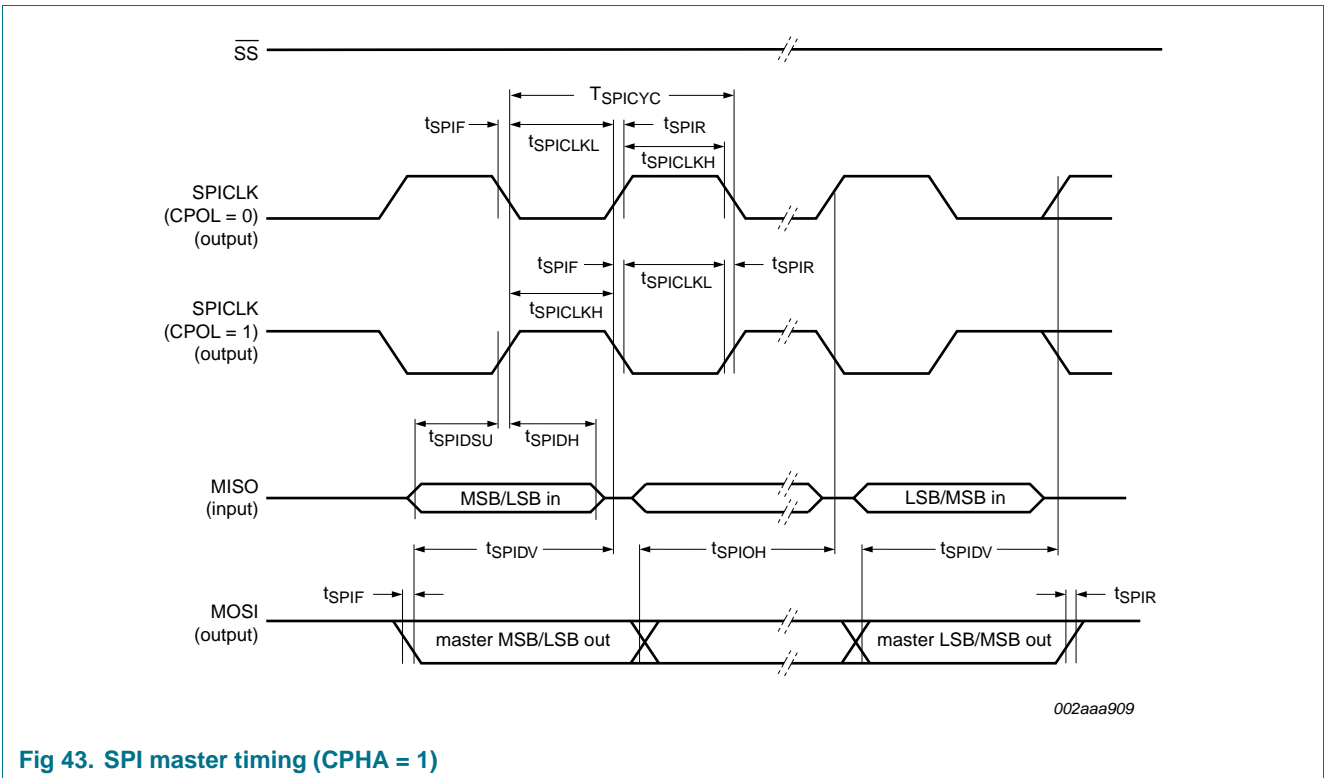 SS
TSPICYC
tSPIF
tSPIR
tSPICLKL
tSPICLKH
SPICLK
(CPOL = 0)
(output)
tSPIF
tSPIR
tSPICLKL
tSPICLKH
SPICLK
(CPOL = 1)
(output)
tSPIDSU
tSPIDH
MISO
(input)
MSB/LSB in
LSB/MSB in
tSPIDV
tSPIOH
tSPIDV
tSPIF
tSPIR
MOSI
(output)
master MSB/LSB out
master LSB/MSB out
002aaa909
Fig 43. SPI master timing (CPHA = 1)